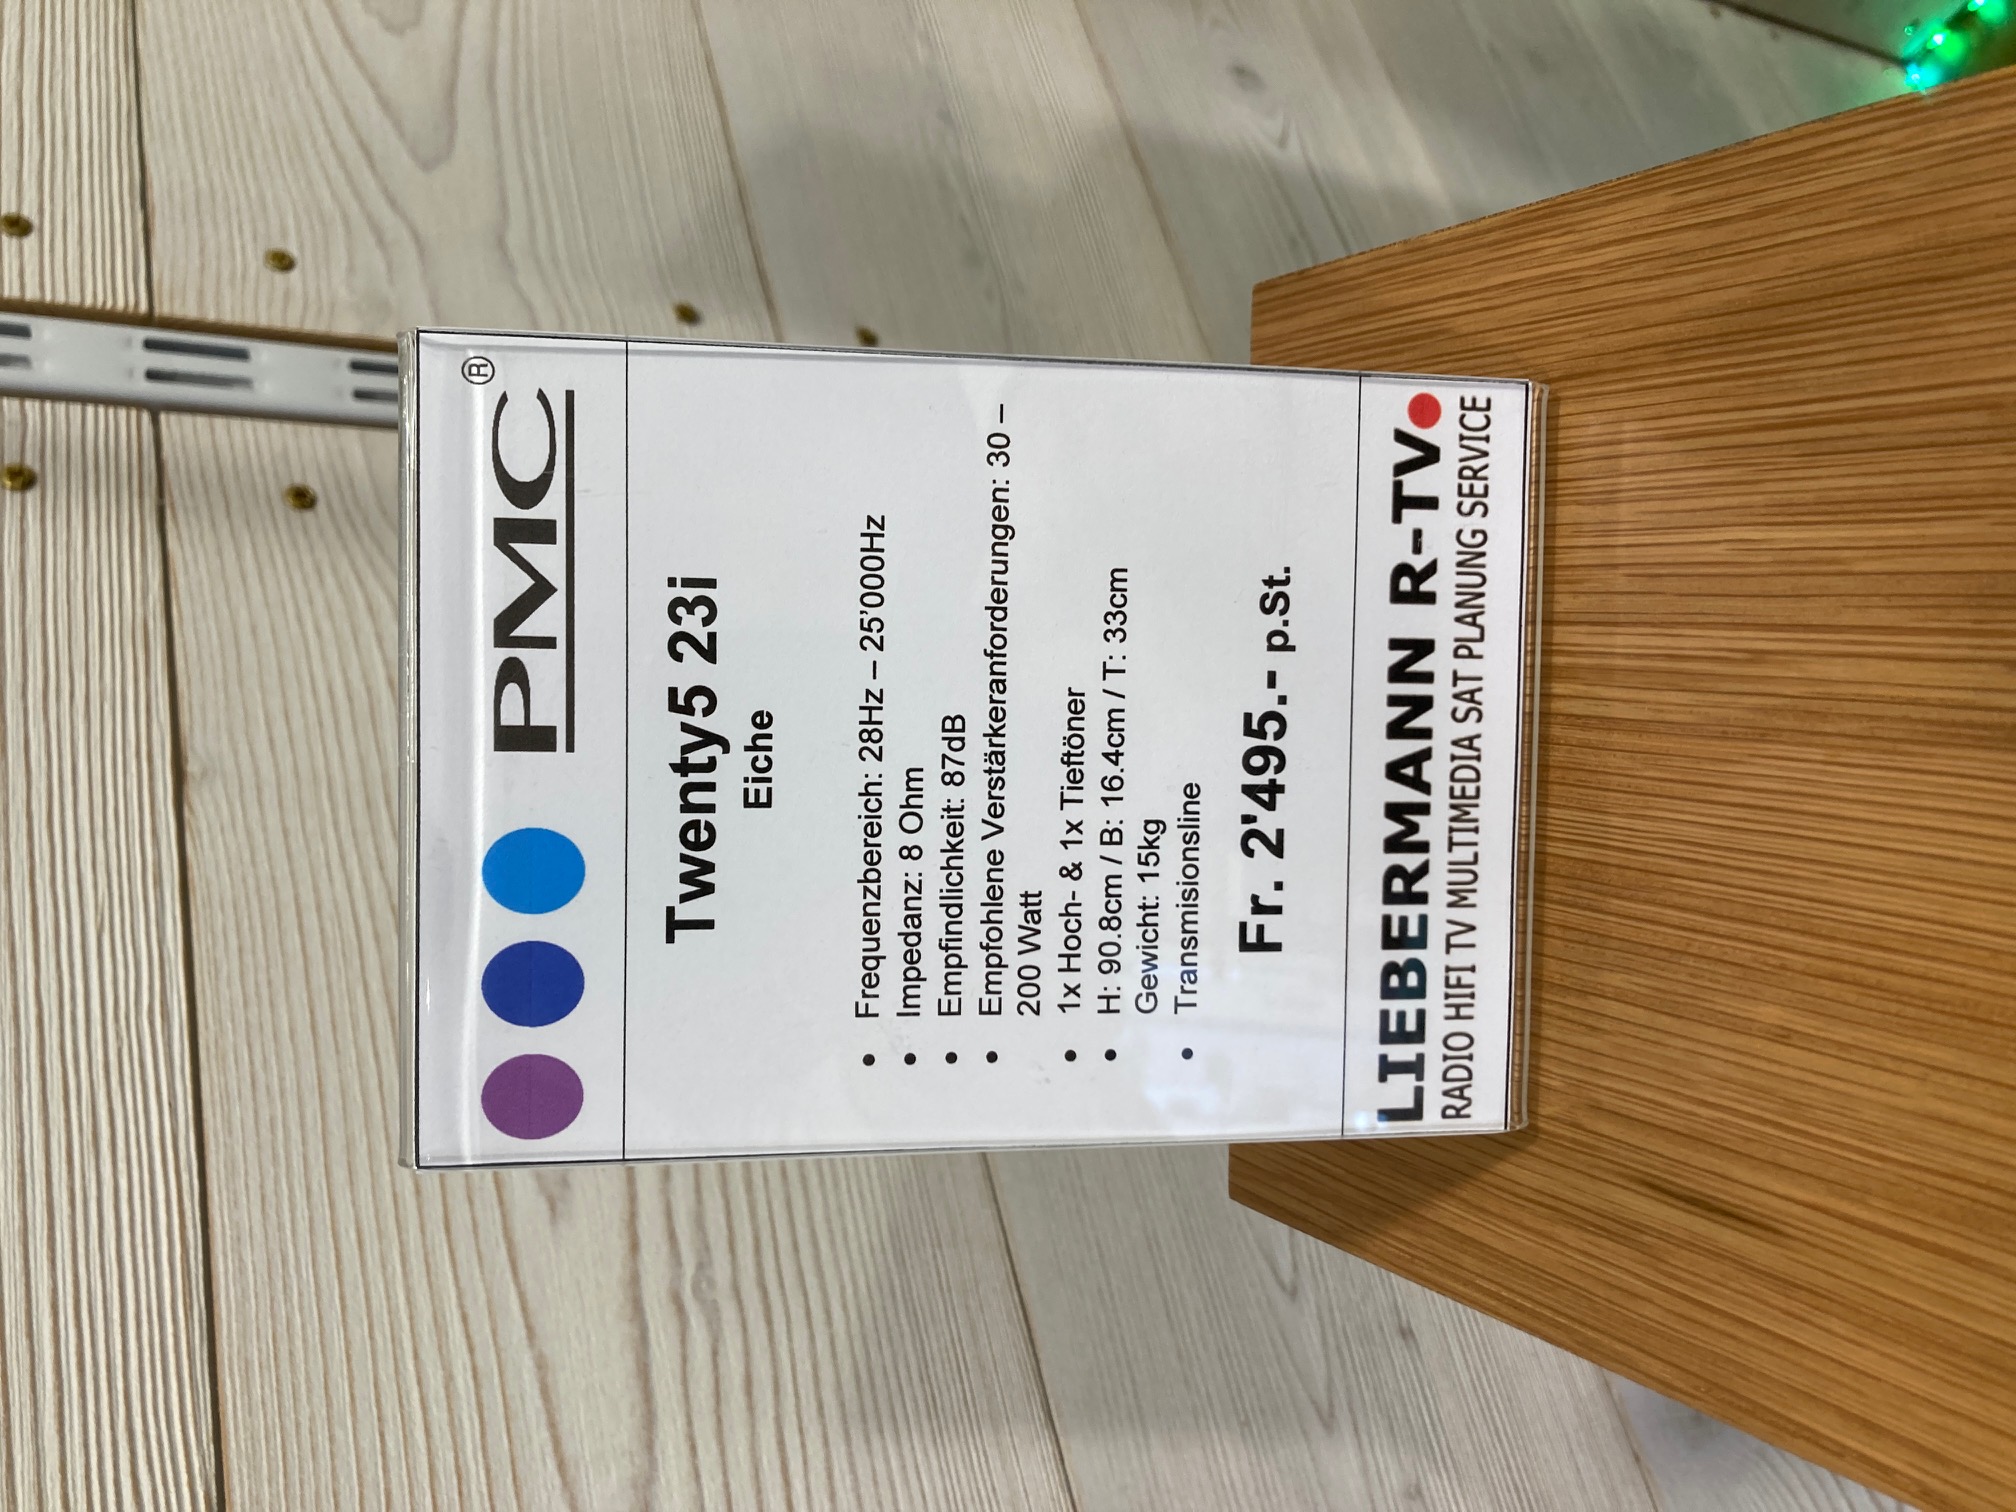 PMC®
Twenty5 23i
Eiche
• Frequenzbereich: 28Hz – 25'000Hz
• Impedanz: 8 Ohm
• Empfindlichkeit: 87dB
• Empfohlene Verstärkeranforderungen: 30 –
200 Watt
• 1x Hoch- & 1x Tieftöner
• H: 90.8cm / B: 16.4cm / T: 33cm
Gewicht: 15kg
• Transmisionsline
Fr. 2'495.- p.St.
LIEBERMANN R-TV
RADIO HIFI TV MULTIMEDIA SAT PLANUNG SERVICE